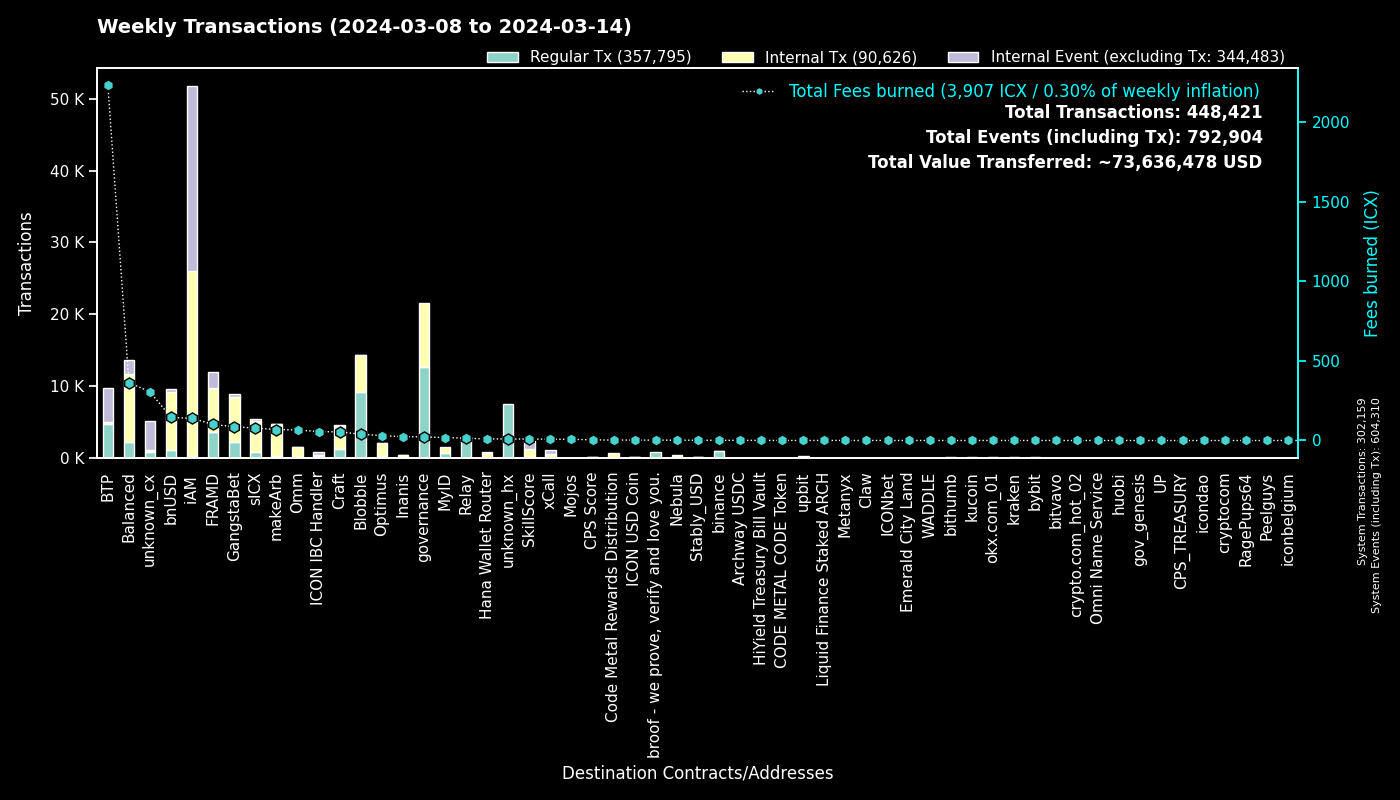 Weekly Transactions (2024-03-08 to 2024-03-14)
Regular Tx (357,795)
Internal Tx (90,626)
Internal Event (excluding Tx: 344,483)
Total Fees burned (3,907 ICX / 0.30% of weekly inflation)
Total Transactions: 448,421
Total Events (including Tx): 792,904
Total Value Transferred: ~73,636,478 USD
Transactions
50 K
40 K
30 K
20 K
10 K
0 K
2000
1500
1000
500
0
Fees burned (ICX)
System Transactions: 302,159
System Events (including Tx): 604,310
BTP
Balanced
unknown_cx
bnUSD
iAM
FRAMD
GangstaBet
sICX
makeArb
Omm
ICON IBC Handler
Craft
Blobble
Optimus
Inanis
governance
MyID
Relay
Hana Wallet Router
unknown_hx
SkillScore
xCall
Mojos
CPS Score
Code Metal Rewards Distribution
ICON USD Coin
broof - we prove, verify and love you.
Nebula
Stably_USD
binance
Archway USDC
HiYield Treasury Bill Vault
CODE METAL CODE Token
upbit
Liquid Finance Staked ARCH
Metanyx
Claw
ICONbet
Emerald City Land
WADDLE
bithumb
kucoin
okx.com_01
kraken
bybit
bitvavo
crypto.com_hot_02
Omni Name Service
huobi
gov_genesis
UP
CPS_TREASURY
icondao
cryptocom
RagePups64
Peelguys
iconbelgium
Destination Contracts/Addresses